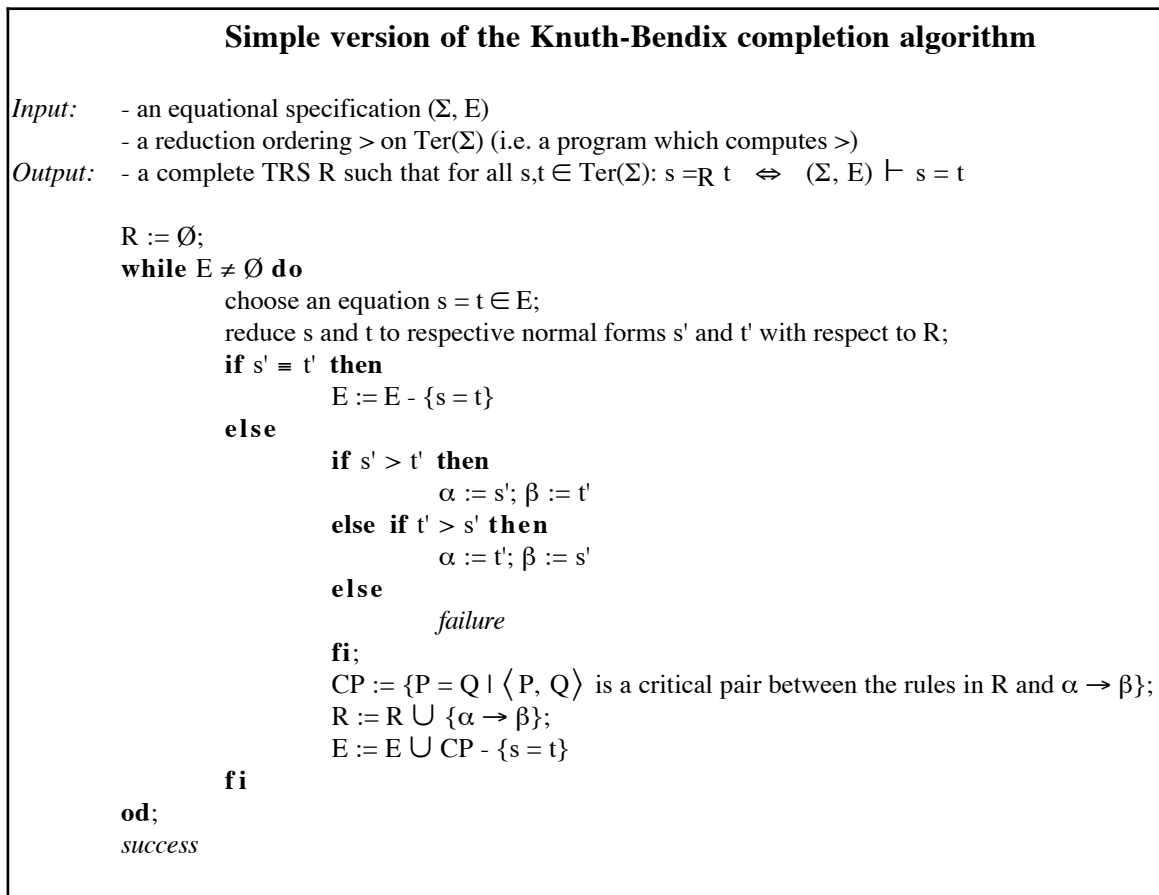 Simple version of the Knuth-Bendix completion algorithm
Input: - an equational specification (Σ, E)
- a reduction ordering > on Ter(Σ) (i.e. a program which computes >)
Output: - a complete TRS R such that for all s,t ∈ Ter(Σ): s =R t ⇔ (Σ, E) ⊢ s = t
R := Ø;
while E ≠ Ø do
choose an equation s = t ∈ E;
reduce s and t to respective normal forms s' and t' with respect to R;
if s' ≡ t' then
E := E - {s = t}
else
if s' > t' then
α := s'; β := t'
else if t' > s' then
α := t'; β := s'
else
failure
fi;
CP := {P = Q | ⟨P, Q⟩ is a critical pair between the rules in R and α → β};
R := R ∪ {α → β};
E := E ∪ CP - {s = t}
fi
od;
success